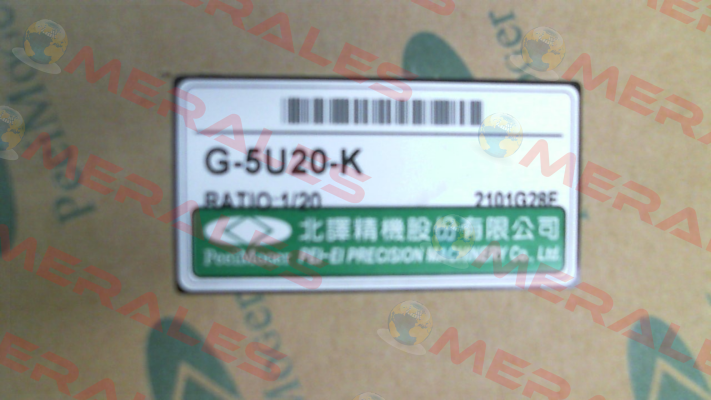 G-5U20-K
RATIO:1/20 2101G28E
北譯精機股份有限公司
PEI-EI PRECISION MACHINERY Co., Ltd.
MERALES
MERALES
MERALES
MERALES